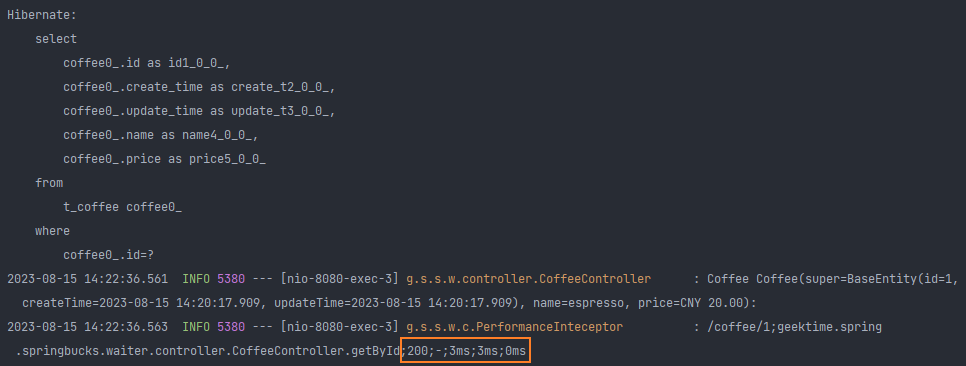 Hibernate:
select
coffee0_.id as id1_0_0_,
coffee0_.create_time as create_t2_0_0_,
coffee0_.update_time as update_t3_0_0_,
coffee0_.name as name4_0_0_,
coffee0_.price as price5_0_0_
from
t_coffee coffee0_
where
coffee0_.id=?
2023-08-15 14:22:36.561  INFO 5380 --- [nio-8080-exec-3] g.s.s.w.controller.CoffeeController      : Coffee Coffee(super=BaseEntity(id=1,
createTime=2023-08-15 14:20:17.909, updateTime=2023-08-15 14:20:17.909), name=espresso, price=CNY 20.00):
2023-08-15 14:22:36.563  INFO 5380 --- [nio-8080-exec-3] g.s.s.w.c.PerformanceInteceptor          : /coffee/1;geektime.spring
.springbucks.waiter.controller.CoffeeController.getById;200;-;3ms;3ms;0ms